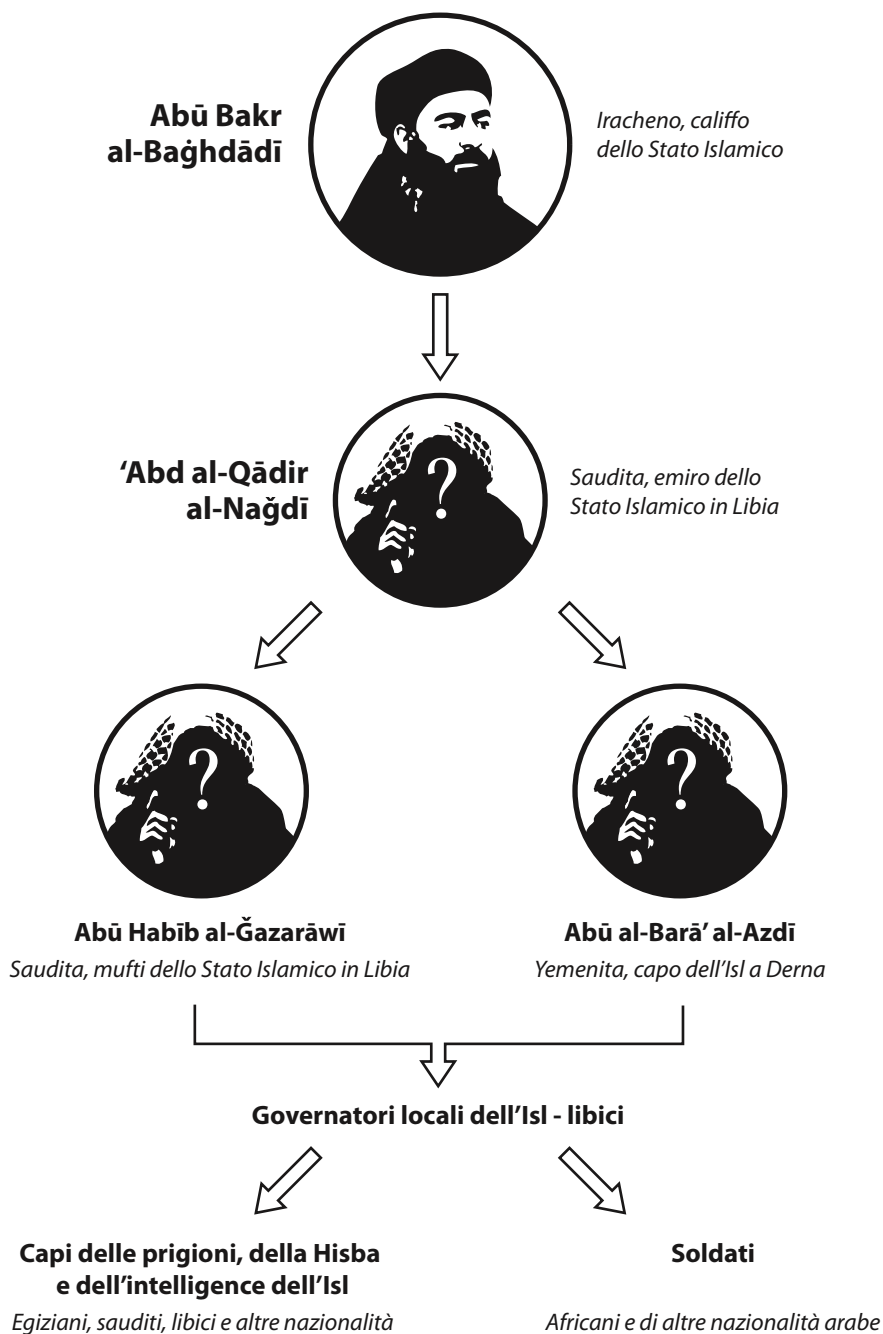 Abū Bakr
al-Baġhdādī
Iracheno, califfo
dello Stato Islamico
‘Abd al-Qādir
al-Naǧdī
?
Saudita, emiro dello
Stato Islamico in Libia
?
?
Abū Habīb al-Ǧazarāwī
Saudita, mufti dello Stato Islamico in Libia
Abū al-Barā’ al-Azdī
Yemenita, capo dell’Isl a Derna
Governatori locali dell’Isl - libici
Capi delle prigioni, della Hisba
e dell’intelligence dell’Isl
Egiziani, sauditi, libici e altre nazionalità
Soldati
Africani e di altre nazionalità arabe